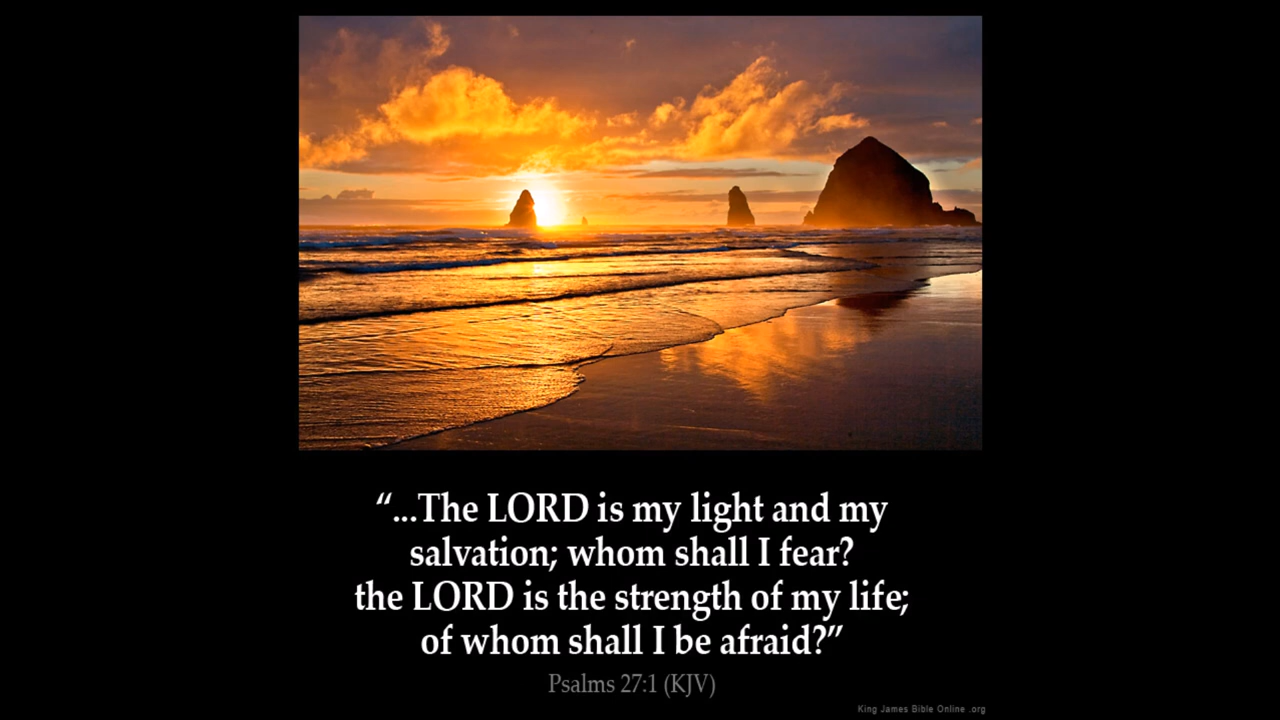 “...The LORD is my light and my
salvation; whom shall I fear?
the LORD is the strength of my life;
of whom shall I be afraid?”
Psalms 27:1 (KJV)
King James Bible Online .org